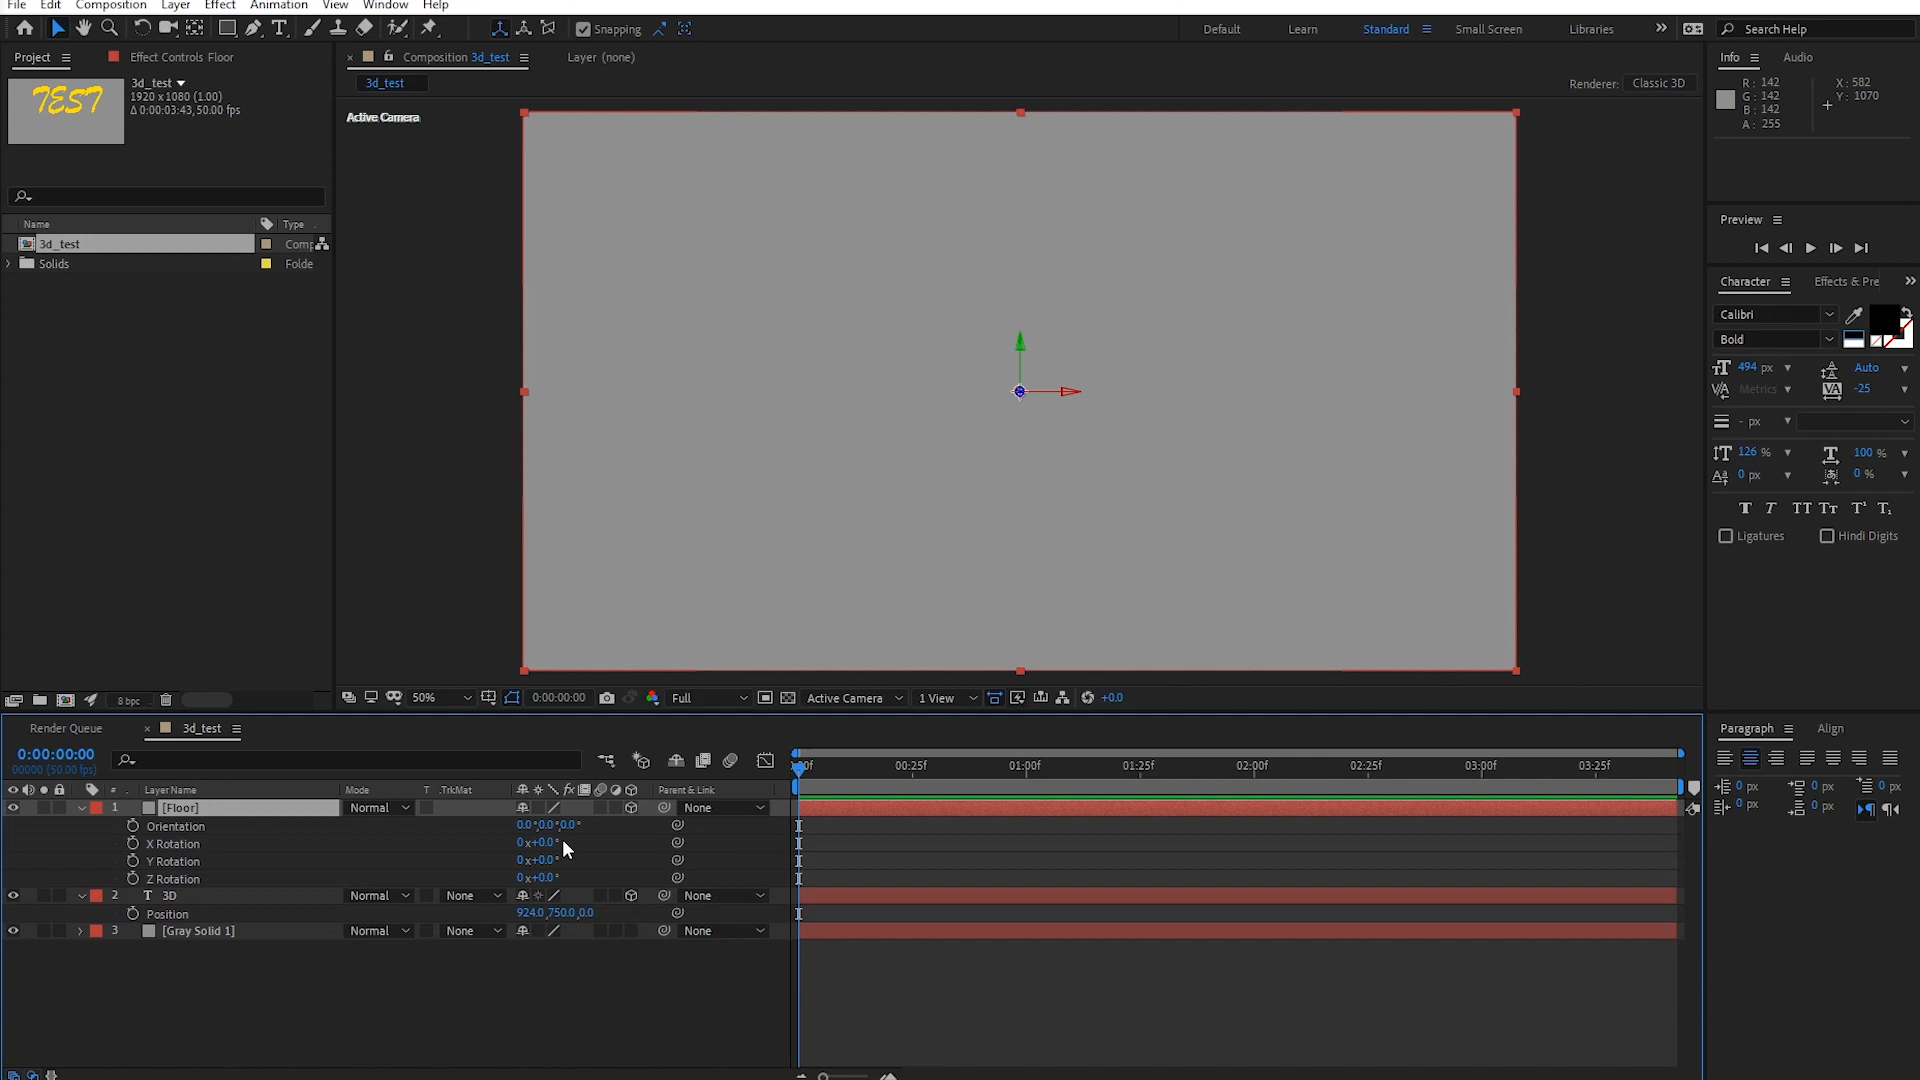 File Edit Composition Layer Effect Animation View Window Help
Snapping
Default Learn Standard Small Screen Libraries Search Help
Project Effect Controls Floor
Composition 3d_test Layer (none)
Info Audio
TEST
3d_test
1920 x 1080 (1.00)
Δ 0:00:03:43, 50.00 fps
3d_test
Renderer: Classic 3D
R: 142
G: 142
B: 142
A: 255
X: 582
Y: 1070
Active Camera
Preview
Name Type
3d_test Comp
Solids Folde
Character Effects & Pre
Calibri
Bold
494 px Auto
Metrics -25
- px
126 % 100 %
0 px 0 %
T T TT Tт T¹ T₁
Ligatures Hindi Digits
8 bpc
50% 0:00:00:00 Full Active Camera 1 View +0.0
Render Queue 3d_test
Paragraph Align
0:00:00:00
00000 (50.00 fps)
00f 00:25f 01:00f 01:25f 02:00f 02:25f 03:00f 03:25f
# Layer Name Mode T .TrkMat fx Parent & Link
1 [Floor] Normal None
Orientation 0.0°,0.0°,0.0°
X Rotation 0x+0.0°
Y Rotation 0x+0.0°
Z Rotation 0x+0.0°
2 T 3D Normal None None
Position 924.0,750.0,0.0
3 [Gray Solid 1] Normal None None
0 px 0 px 0 px
0 px 0 px